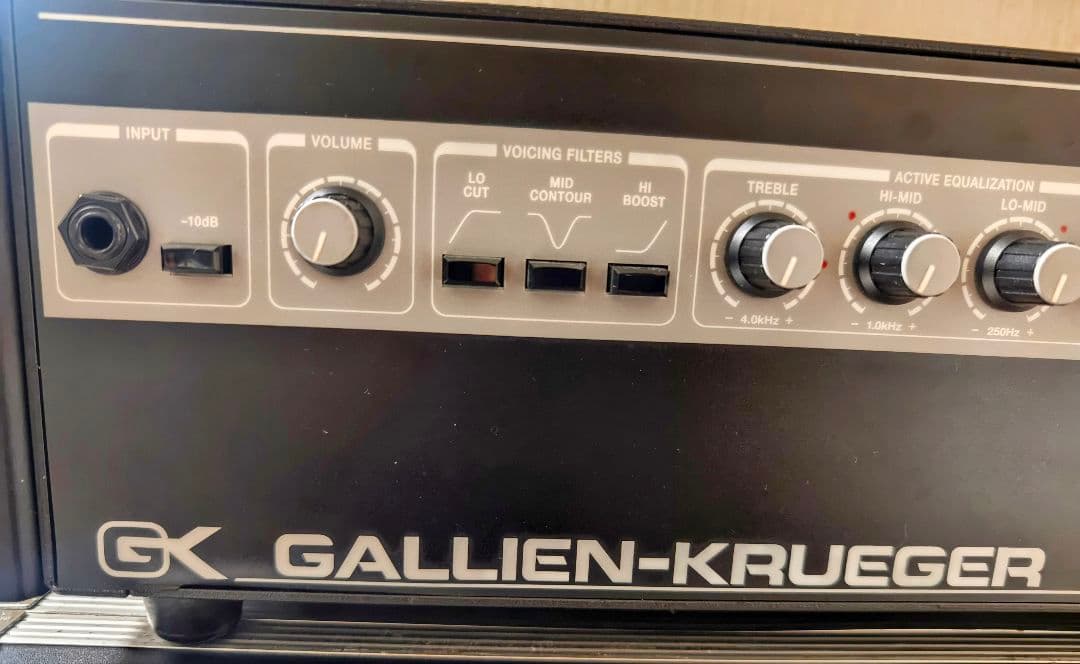 INPUT
-10dB
VOLUME
VOICING FILTERS
LO
CUT
MID
CONTOUR
HI
BOOST
ACTIVE EQUALIZATION
TREBLE
HI-MID
LO-MID
- 4.0kHz +
- 1.0kHz +
- 250Hz +
GK GALLIEN-KRUEGER